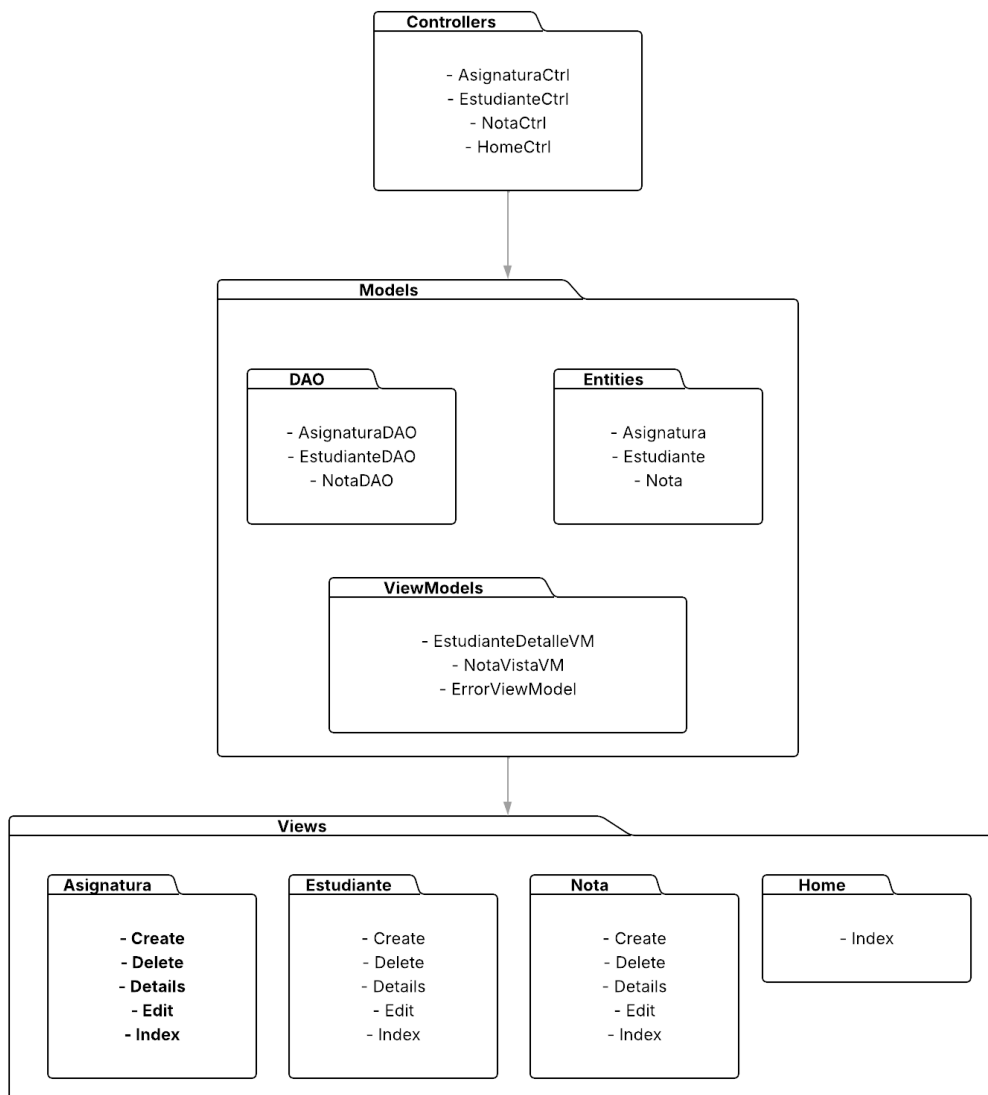 Controllers
- AsignaturaCtrl
- EstudianteCtrl
- NotaCtrl
- HomeCtrl
Models
DAO
- AsignaturaDAO
- EstudianteDAO
- NotaDAO
Entities
- Asignatura
- Estudiante
- Nota
ViewModels
- EstudianteDetalleVM
- NotaVistaVM
- ErrorViewModel
Views
Asignatura
- Create
- Delete
- Details
- Edit
- Index
Estudiante
- Create
- Delete
- Details
- Edit
- Index
Nota
- Create
- Delete
- Details
- Edit
- Index
Home
- Index